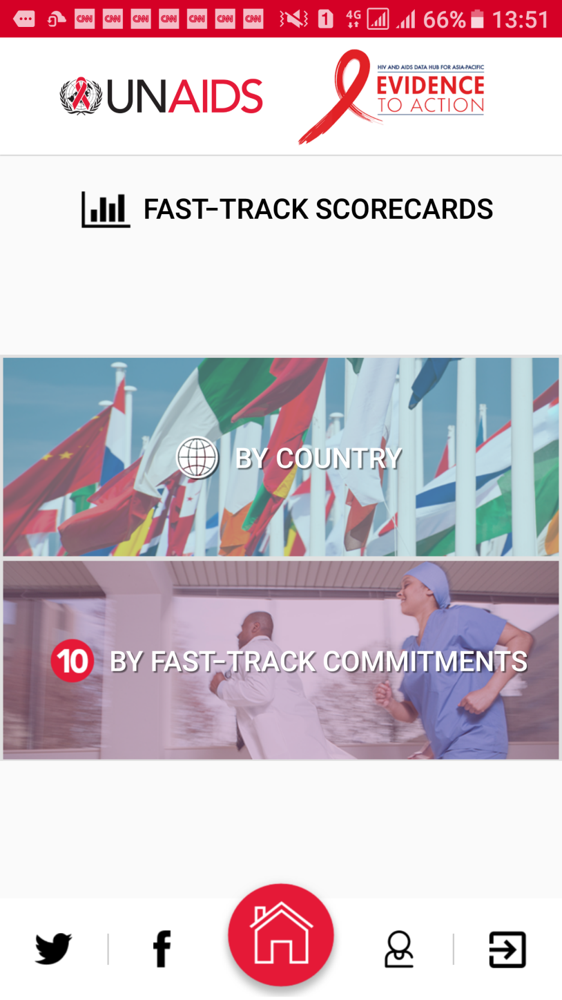 CNN CNN CNN CNN CNN CNN CNN 1 4G 66% 13:51
UNAIDS
HIV AND AIDS DATA HUB FOR ASIA-PACIFIC
EVIDENCE
TO ACTION
FAST-TRACK SCORECARDS
BY COUNTRY
10 BY FAST-TRACK COMMITMENTS